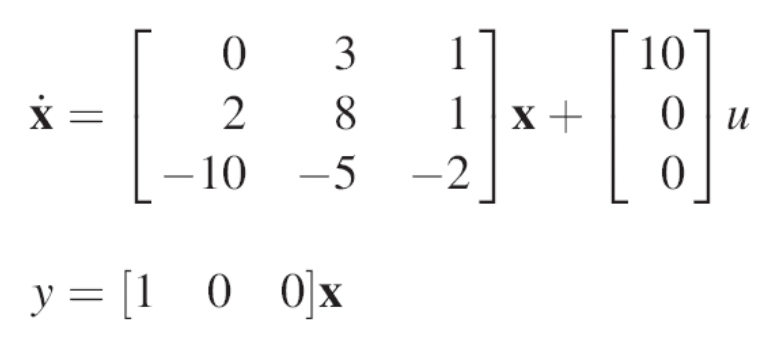 ẋ = [ 0 3 1 ; 2 8 1 ; −10 −5 −2 ] x + [ 10 ; 0 ; 0 ] u
y = [1 0 0]x